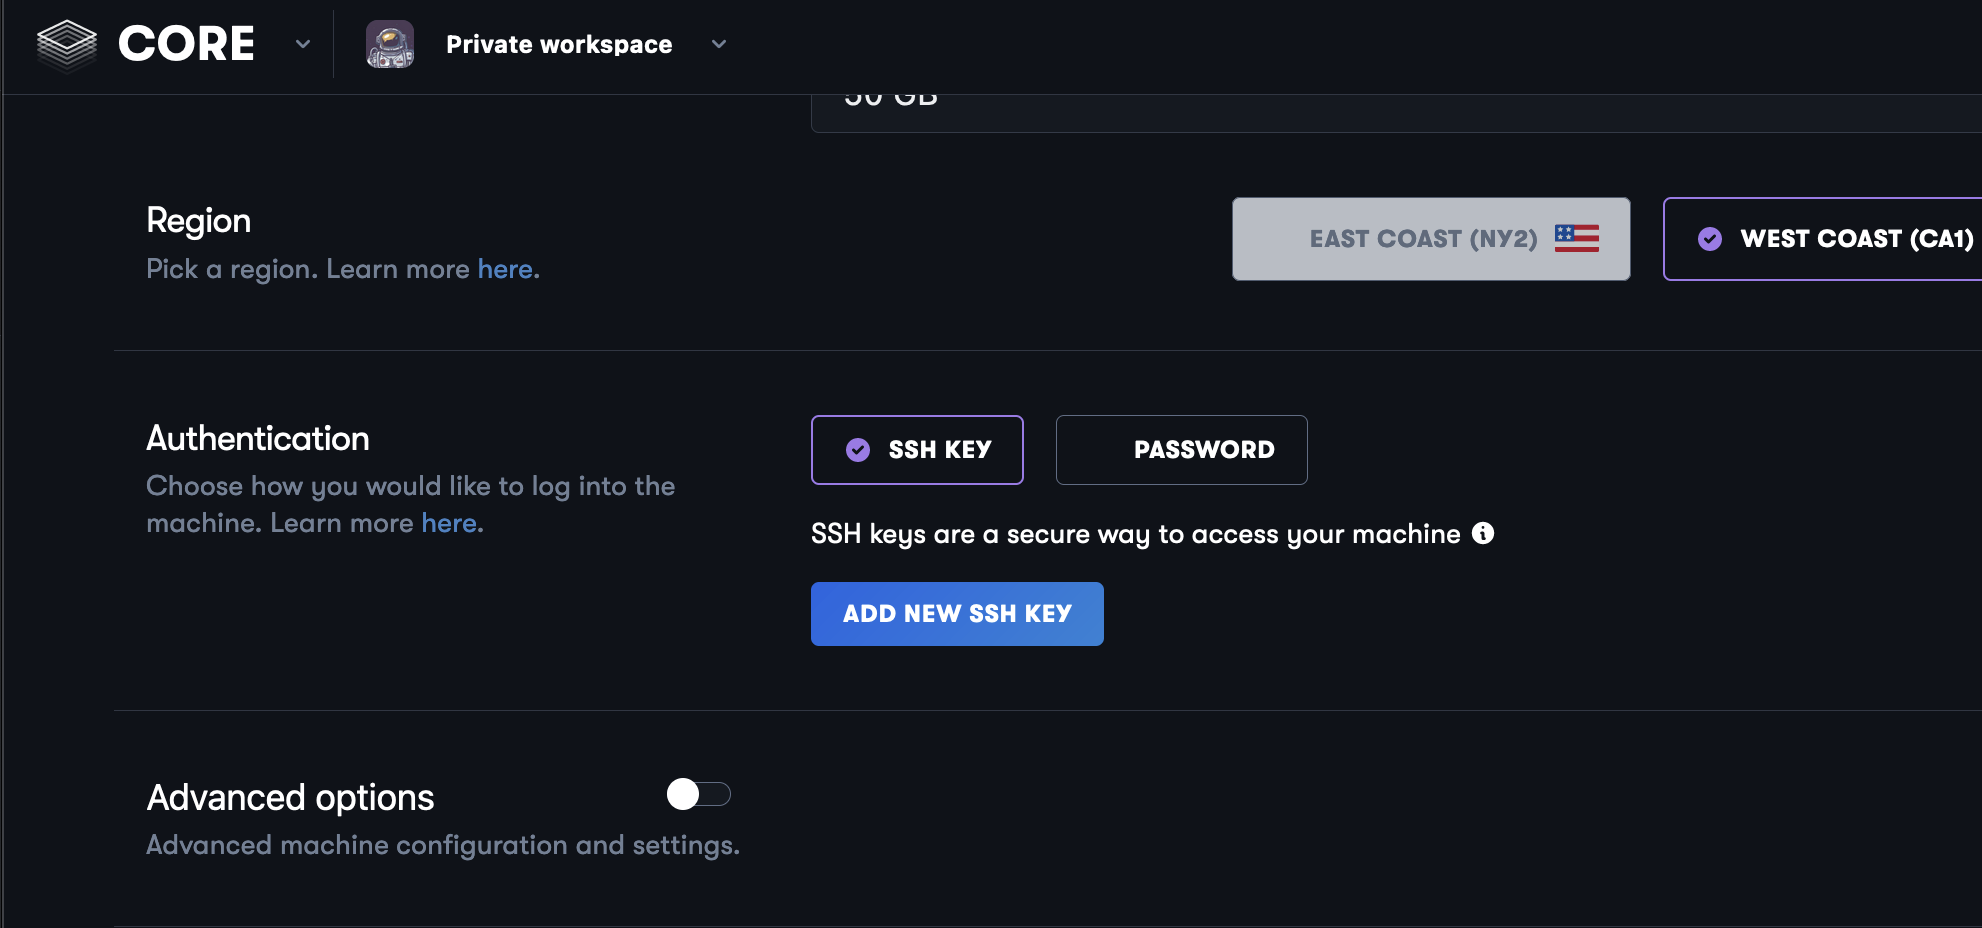 CORE
Private workspace
50 GB
Region
Pick a region. Learn more here.
EAST COAST (NY2)
WEST COAST (CA1)
Authentication
Choose how you would like to log into the
machine. Learn more here.
SSH KEY
PASSWORD
SSH keys are a secure way to access your machine
ADD NEW SSH KEY
Advanced options
Advanced machine configuration and settings.